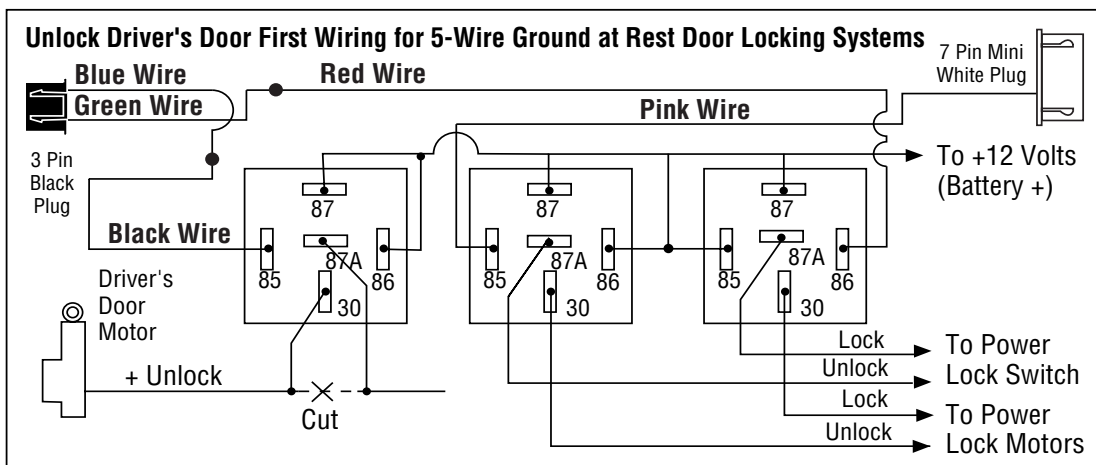 Unlock Driver's Door First Wiring for 5-Wire Ground at Rest Door Locking Systems
7 Pin Mini
White Plug
Blue Wire
Red Wire
Green Wire
Pink Wire
3 Pin
Black
Plug
To +12 Volts
(Battery +)
87
87
87
Black Wire
87A
87A
87A
85
86
85
86
85
86
30
30
30
Driver's
Door
Motor
Lock
To Power
Lock Switch
Unlock
+ Unlock
Cut
Lock
To Power
Lock Motors
Unlock